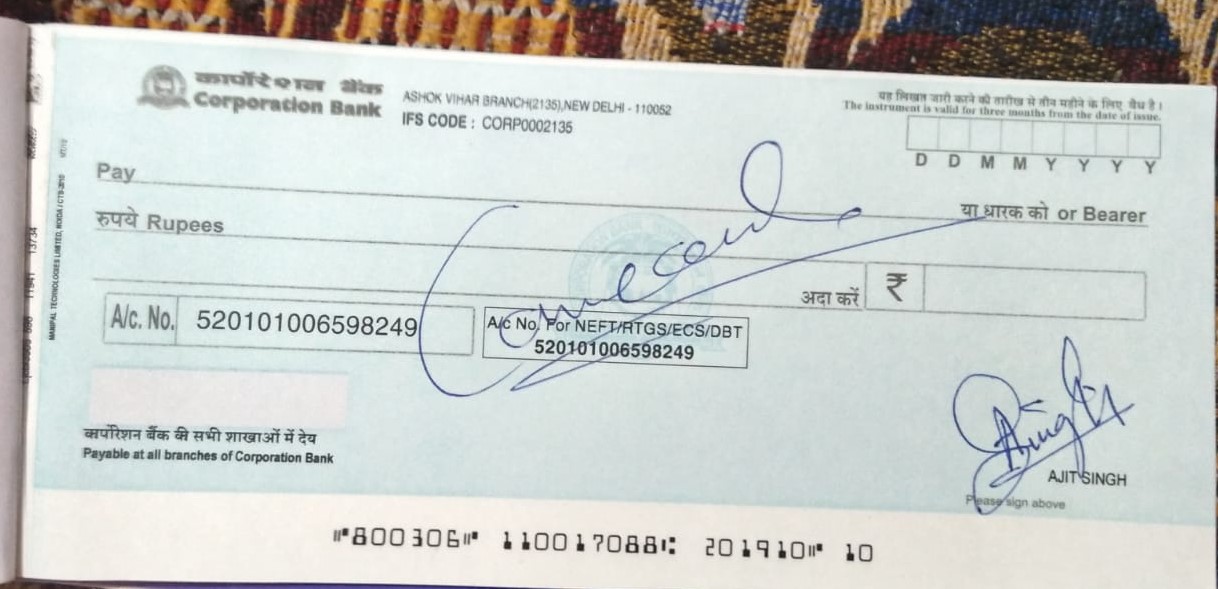 कार्पोरेशन बैंक
Corporation Bank
ASHOK VIHAR BRANCH(2135),NEW DELHI - 110052
IFS CODE : CORP0002135
यह लिखत जारी करने की तारीख से तीन महीने के लिए वैध है।
The instrument is valid for three months from the date of issue.
D D M M Y Y Y Y
Pay
या धारक को or Bearer
रुपये Rupees
अदा करें ₹
A/c. No. 520101006598249
A/c No. For NEFT/RTGS/ECS/DBT
520101006598249
कार्पोरेशन बैंक की सभी शाखाओं में देय
Payable at all branches of Corporation Bank
AJIT SINGH
Please sign above
⑈800306⑈ 110017088⑆ 201910⑈ 10
MANIPAL TECHNOLOGIES LIMITED, NOIDA / CTS-2010